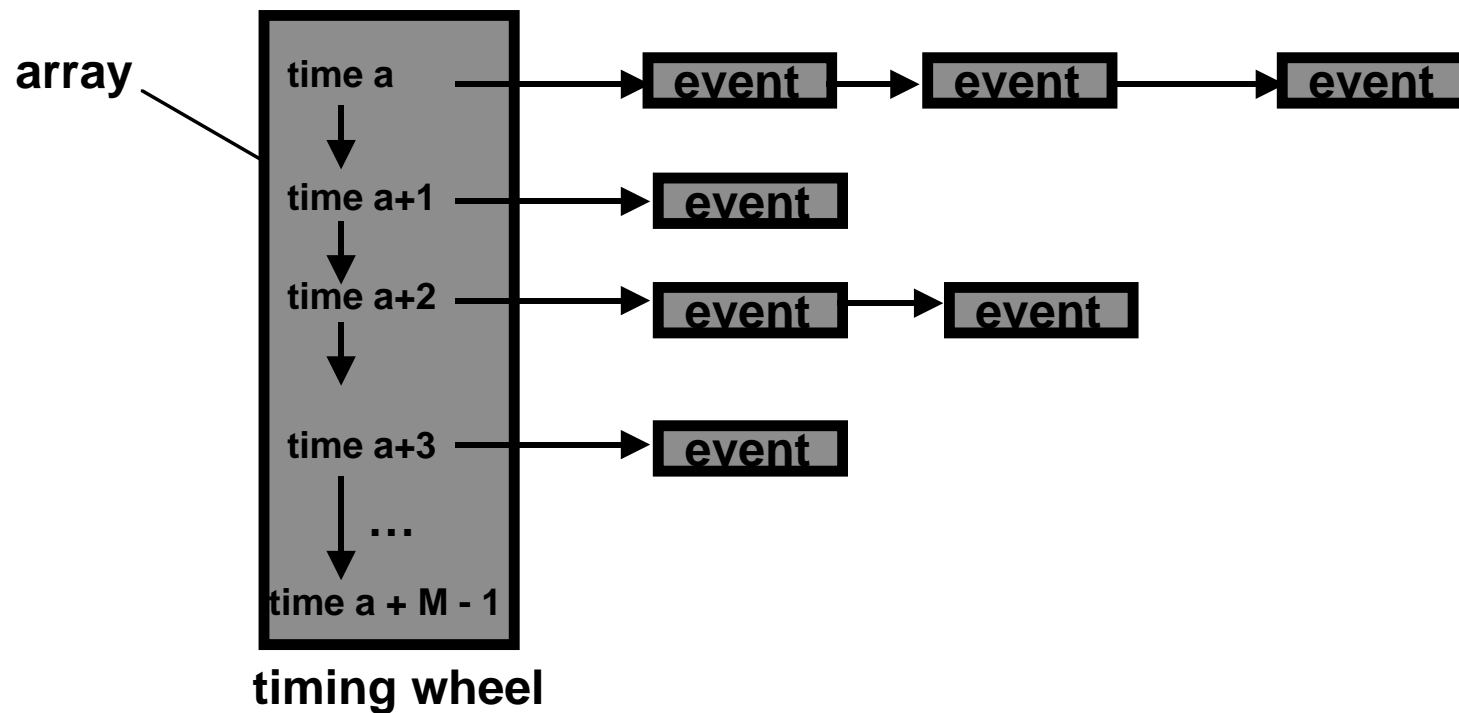 array
time a
event event event
time a+1
event
time a+2
event event
time a+3
event
...
time a + M - 1
timing wheel